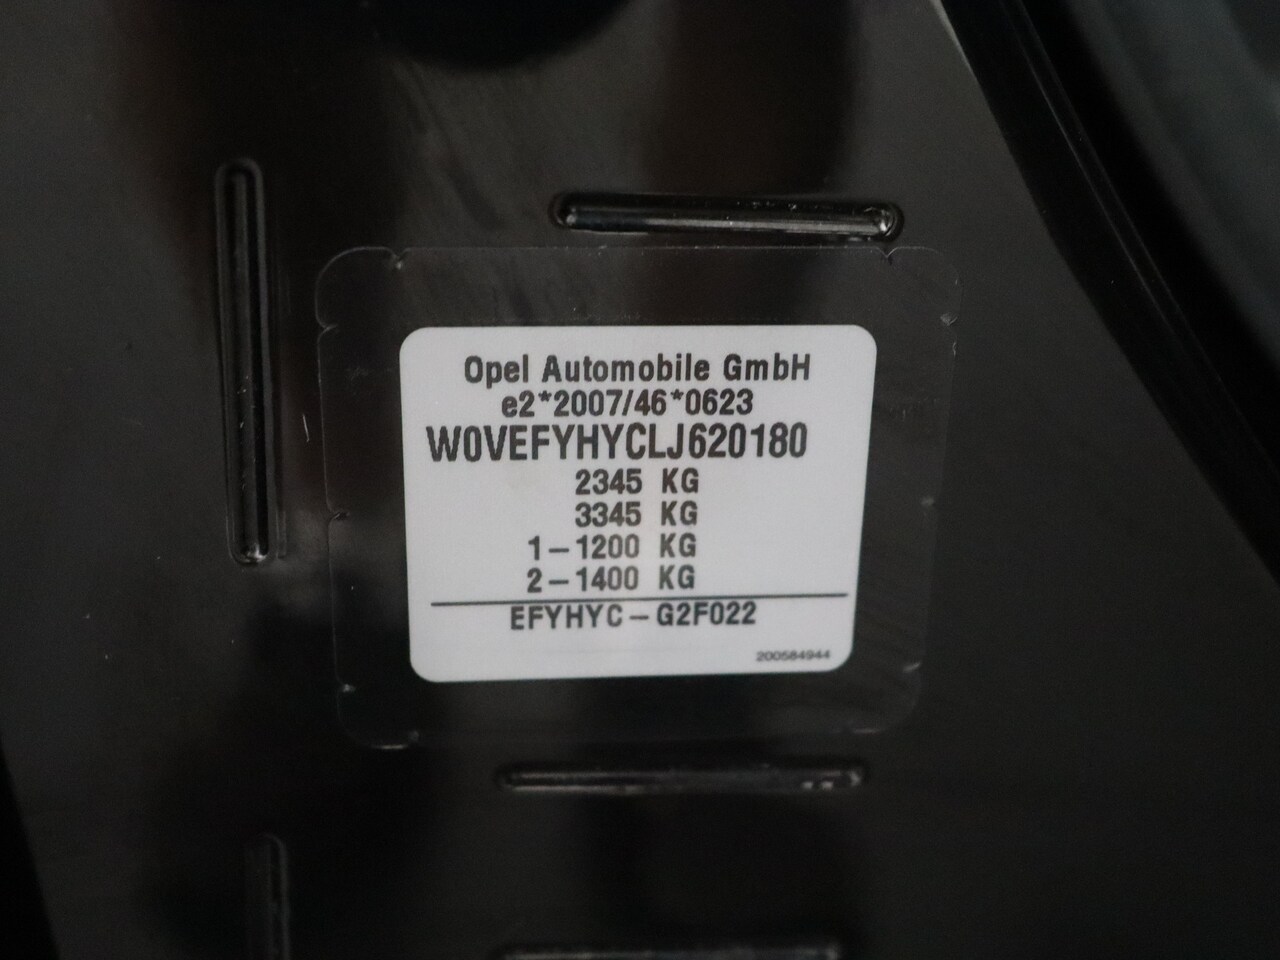 Opel Automobile GmbH
e2*2007/46*0623
W0VEFYHYCLJ620180
2345 KG
3345 KG
1-1200 KG
2-1400 KG
EFYHYC-G2F022
200584944